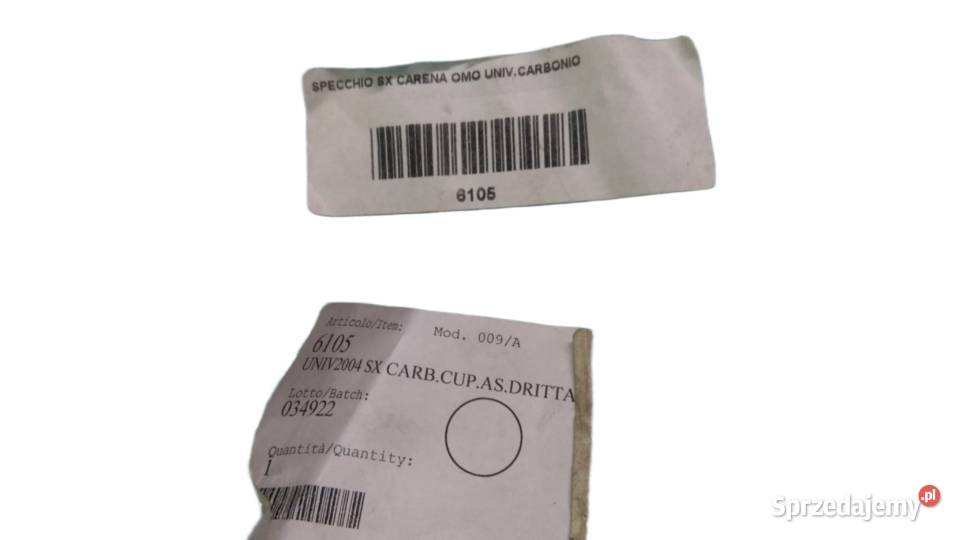 SPECCHIO SX CARENA OMO UNIV.CARBONIO
6105
Articolo/Item:
Mod. 009/A
6105
UNIV2004 SX CARB.CUP.AS.DRITTA
Lotto/Batch:
034922
Quantità/Quantity:
1
Sprzedajemy.pl